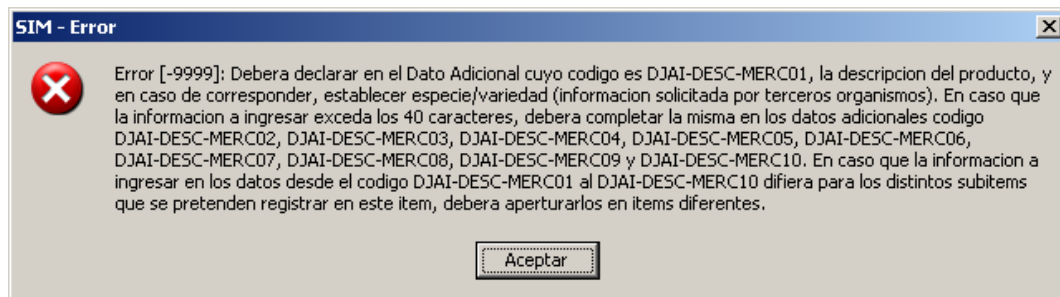 SIM - Error
Error [-9999]: Debera declarar en el Dato Adicional cuyo codigo es DJAI-DESC-MERC01, la descripcion del producto, y
en caso de corresponder, establecer especie/variedad (informacion solicitada por terceros organismos). En caso que
la informacion a ingresar exceda los 40 caracteres, debera completar la misma en los datos adicionales codigo
DJAI-DESC-MERC02, DJAI-DESC-MERC03, DJAI-DESC-MERC04, DJAI-DESC-MERC05, DJAI-DESC-MERC06,
DJAI-DESC-MERC07, DJAI-DESC-MERC08, DJAI-DESC-MERC09 y DJAI-DESC-MERC10. En caso que la informacion a
ingresar en los datos desde el codigo DJAI-DESC-MERC01 al DJAI-DESC-MERC10 difiera para los distintos subitems
que se pretenden registrar en este item, debera aperturarlos en items diferentes.
Aceptar